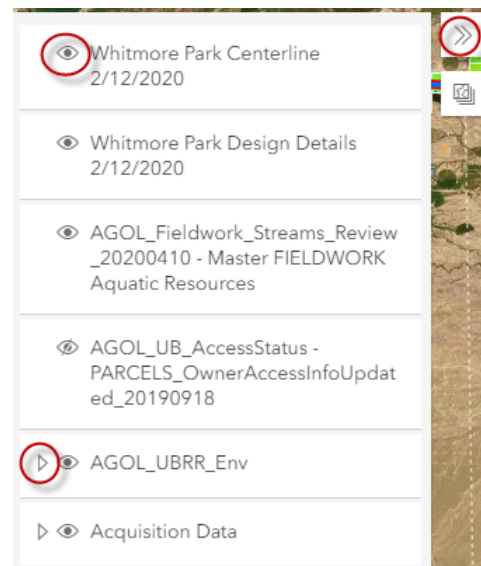 Whitmore Park Centerline
2/12/2020
Whitmore Park Design Details
2/12/2020
AGOL_Fieldwork_Streams_Review
_20200410 - Master FIELDWORK
Aquatic Resources
AGOL_UB_AccessStatus -
PARCELS_OwnerAccessInfoUpdat
ed_20190918
AGOL_UBRR_Env
Acquisition Data